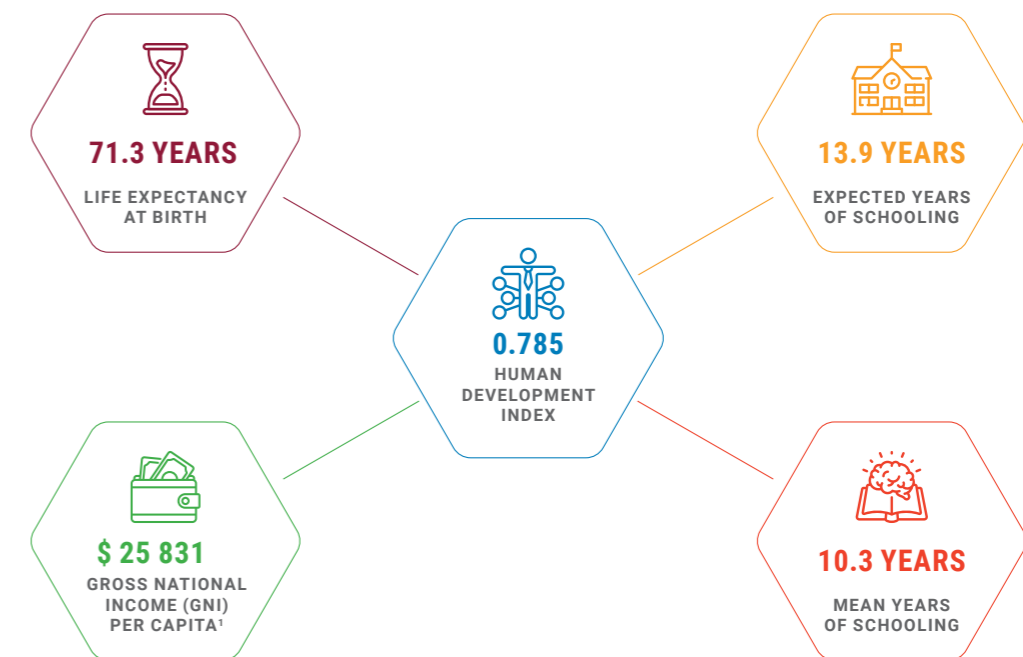 71.3 YEARS
LIFE EXPECTANCY
AT BIRTH
13.9 YEARS
EXPECTED YEARS
OF SCHOOLING
0.785
HUMAN
DEVELOPMENT
INDEX
$ 25 831
GROSS NATIONAL
INCOME (GNI)
PER CAPITA¹
10.3 YEARS
MEAN YEARS
OF SCHOOLING